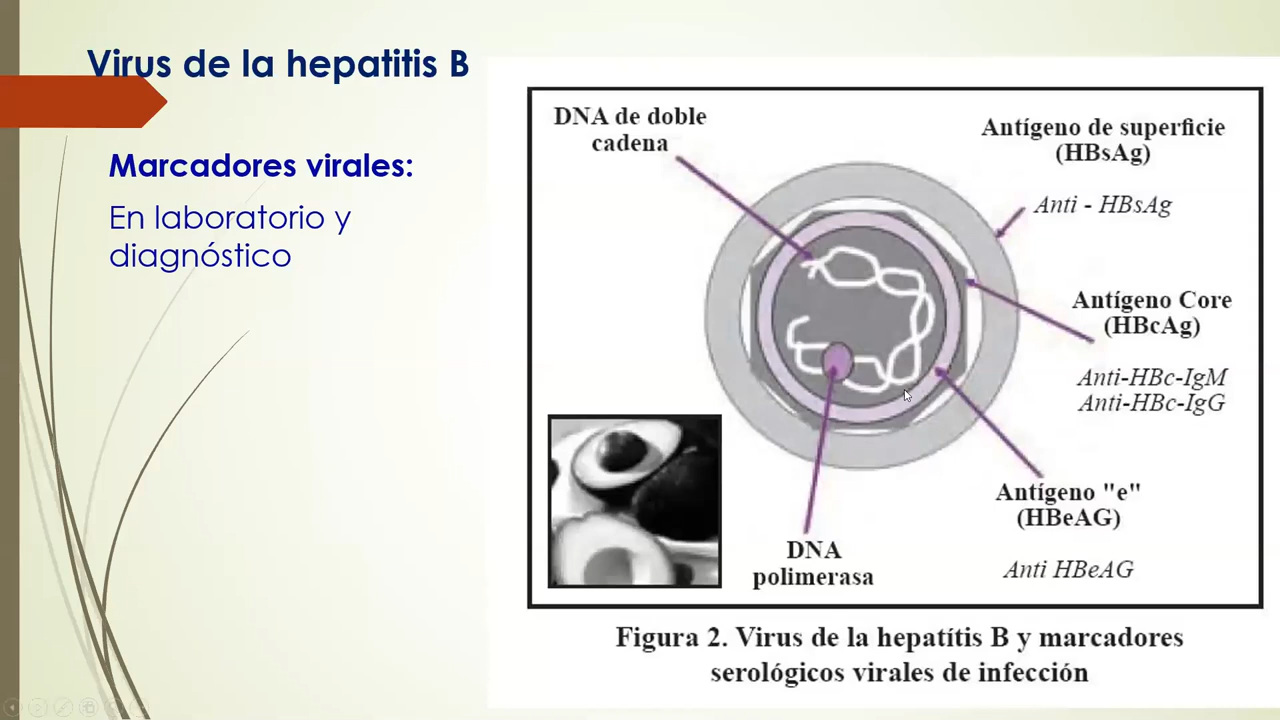 Virus de la hepatitis B
Marcadores virales:
En laboratorio y
diagnóstico
DNA de doble
cadena
Antígeno de superficie
(HBsAg)
Anti - HBsAg
Antígeno Core
(HBcAg)
Anti-HBc-IgM
Anti-HBc-IgG
Antígeno "e"
(HBeAG)
Anti HBeAG
DNA
polimerasa
Figura 2. Virus de la hepatítis B y marcadores
serológicos virales de infección